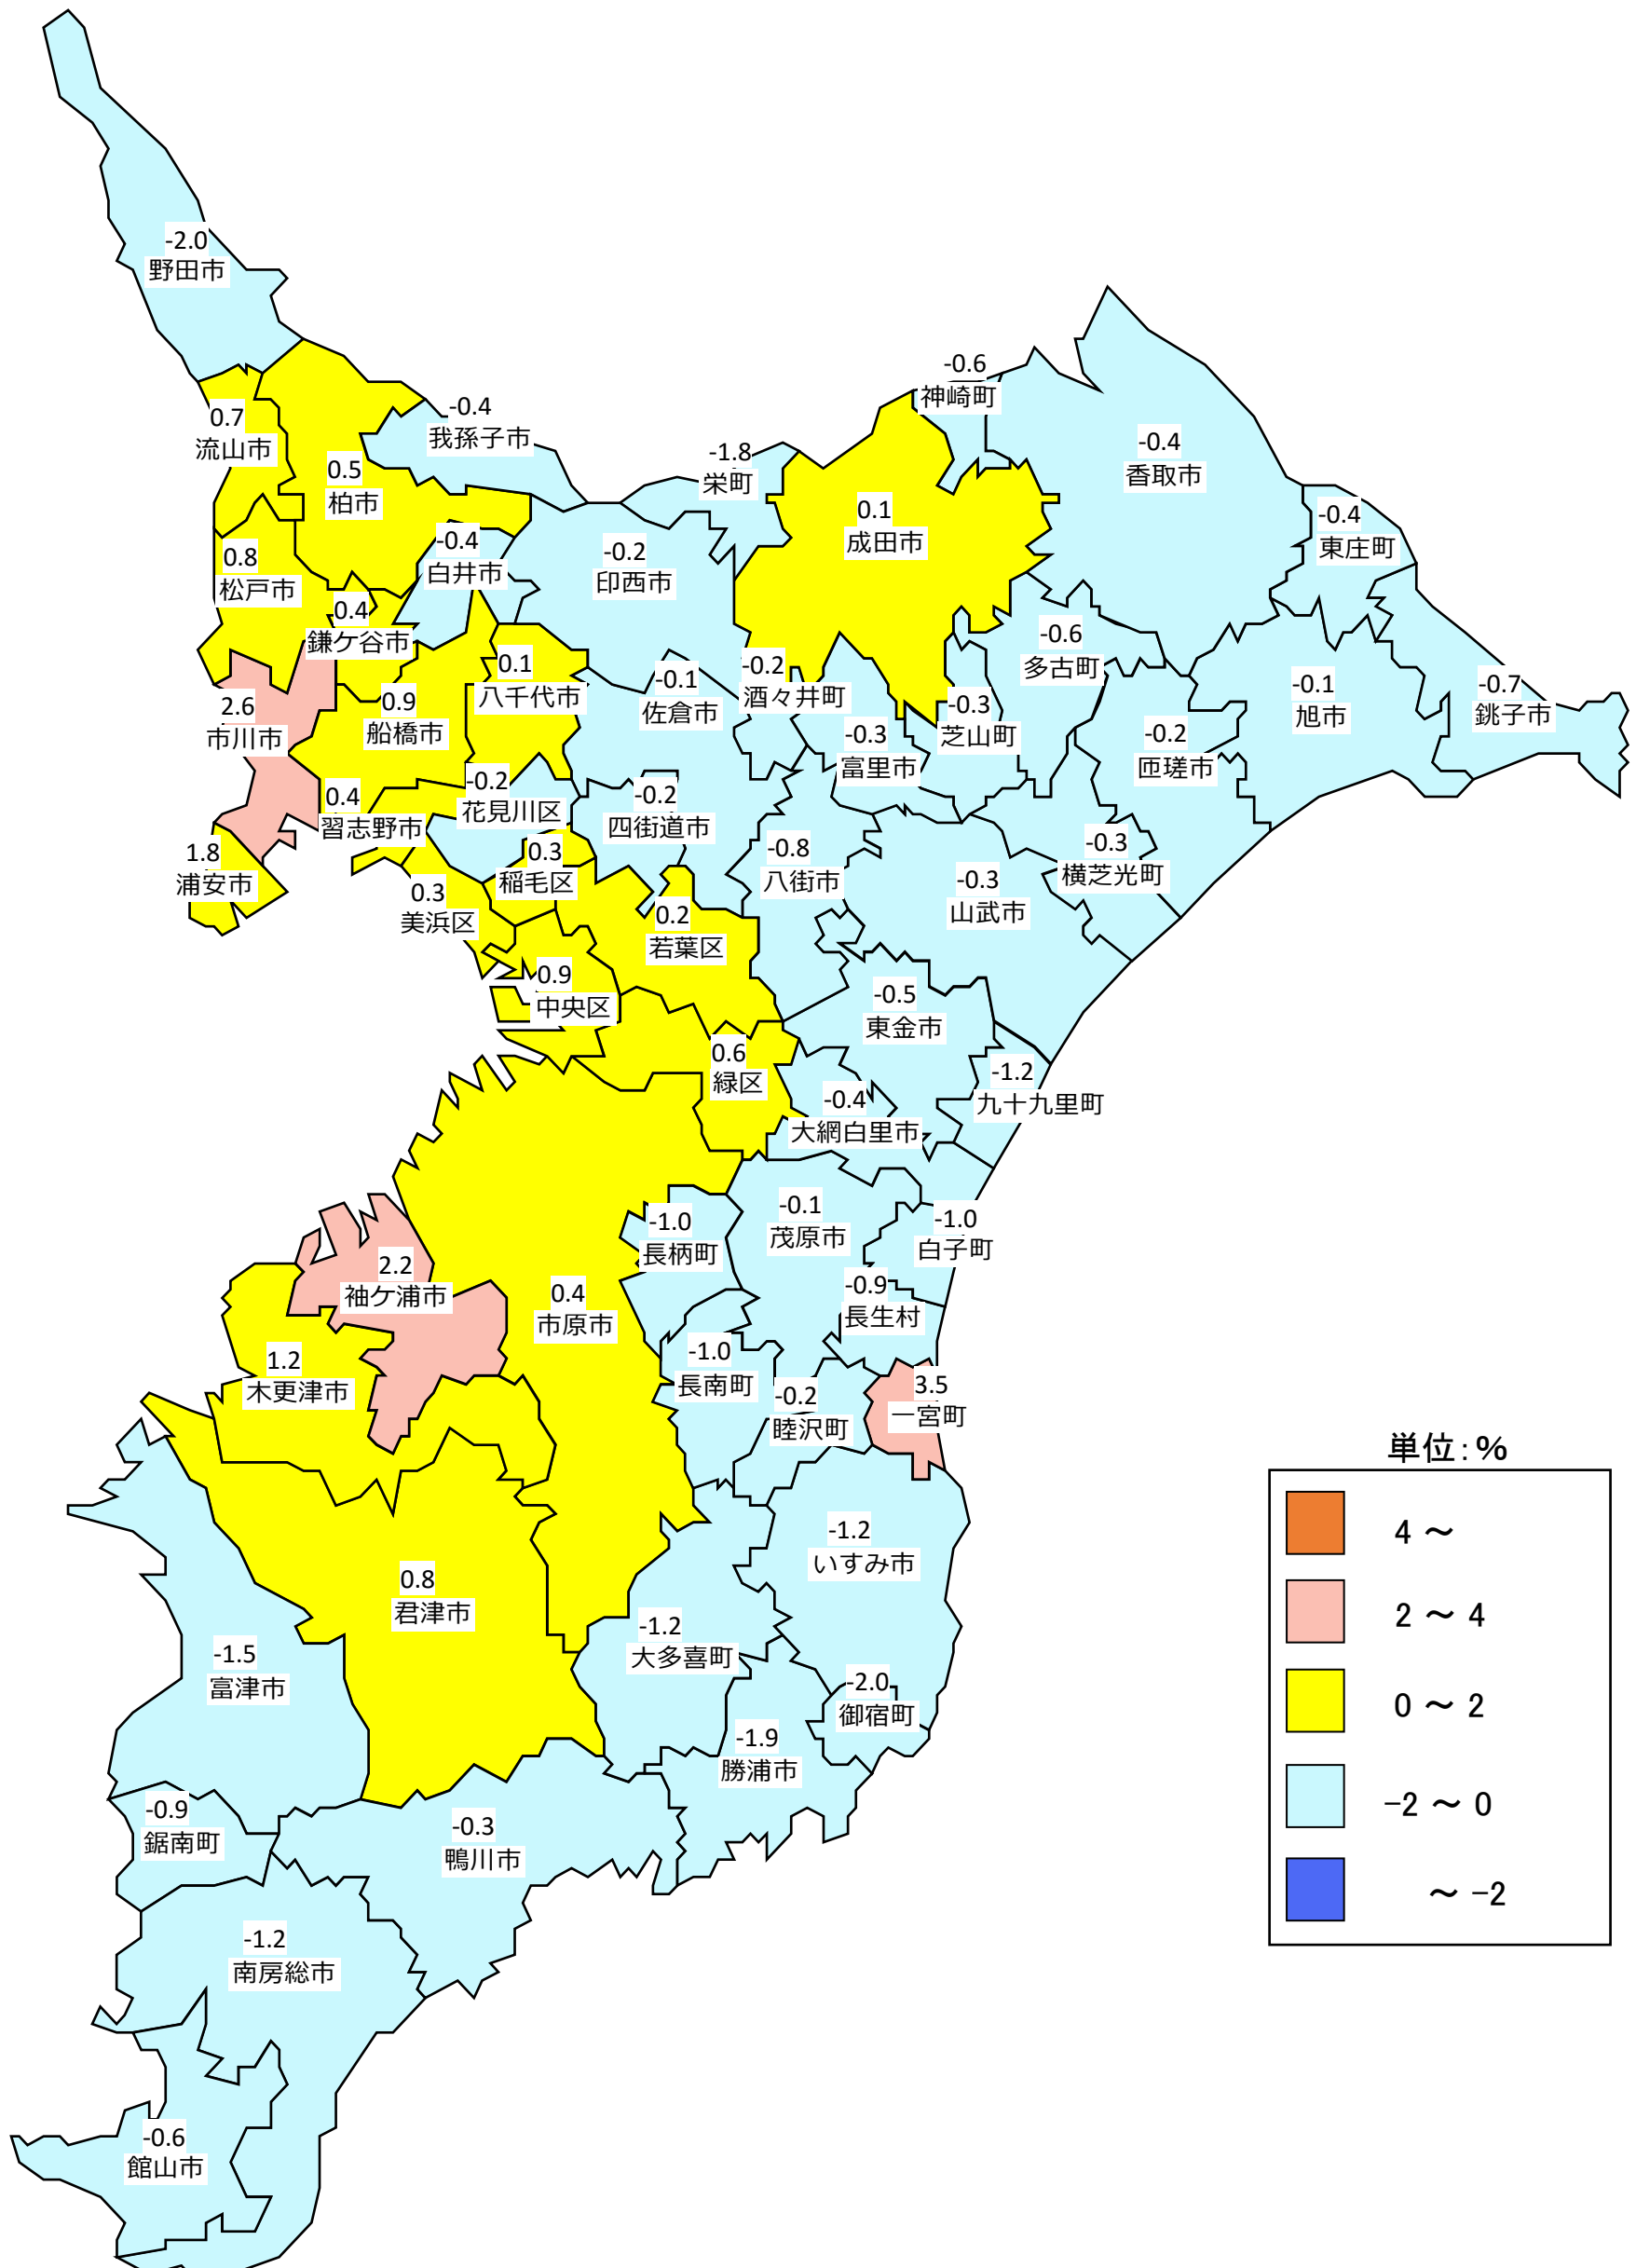 -2.0
野田市
-0.6
神崎町
0.7
流山市
-0.4
我孫子市
-0.4
香取市
0.5
柏市
-1.8
栄町
0.1
成田市
-0.4
東庄町
0.8
松戸市
-0.4
白井市
-0.2
印西市
0.4
鎌ケ谷市
-0.6
多古町
0.1
八千代市
-0.2
酒々井町
-0.1
佐倉市
-0.1
旭市
-0.7
銚子市
2.6
市川市
0.9
船橋市
-0.3
芝山町
-0.3
富里市
-0.2
匝瑳市
0.4
習志野市
-0.2
花見川区
-0.2
四街道市
1.8
浦安市
0.3
稲毛区
-0.8
八街市
-0.3
横芝光町
0.3
美浜区
0.2
若葉区
-0.3
山武市
0.9
中央区
-0.5
東金市
0.6
緑区
-1.2
九十九里町
-0.4
大網白里市
-1.0
長柄町
-0.1
茂原市
-1.0
白子町
2.2
袖ケ浦市
0.4
市原市
-0.9
長生村
1.2
木更津市
-1.0
長南町
-0.2
睦沢町
3.5
一宮町
-1.2
いすみ市
0.8
君津市
-1.5
富津市
-1.2
大多喜町
-2.0
御宿町
-1.9
勝浦市
-0.9
鋸南町
-0.3
鴨川市
-1.2
南房総市
-0.6
館山市
単位：%
4 ～
2 ～ 4
0 ～ 2
−2 ～ 0
～ −2